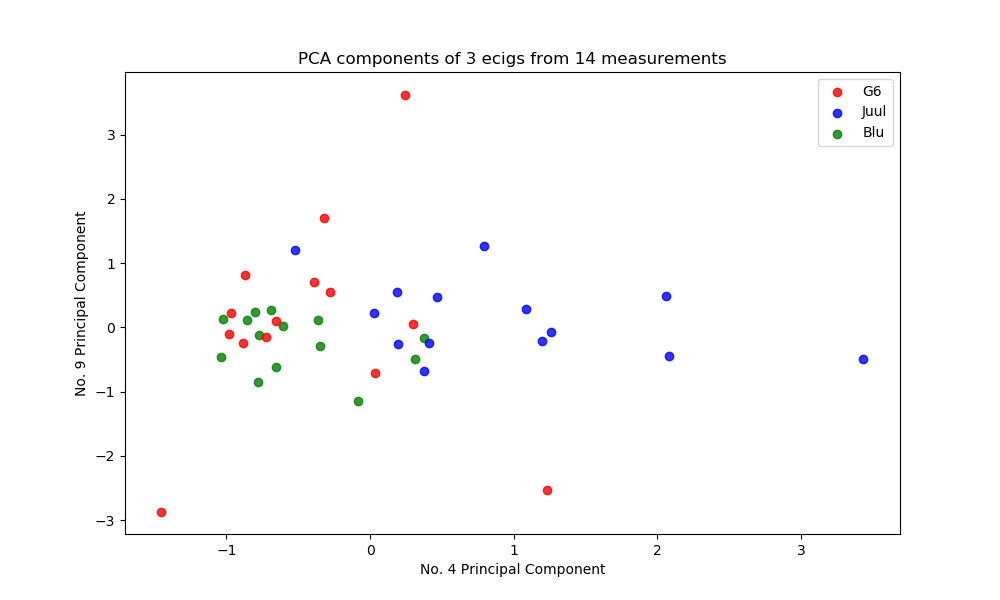 PCA components of 3 ecigs from 14 measurements
G6
Juul
Blu
3
2
1
0
−1
−2
−3
No. 9 Principal Component
−1
0
1
2
3
No. 4 Principal Component